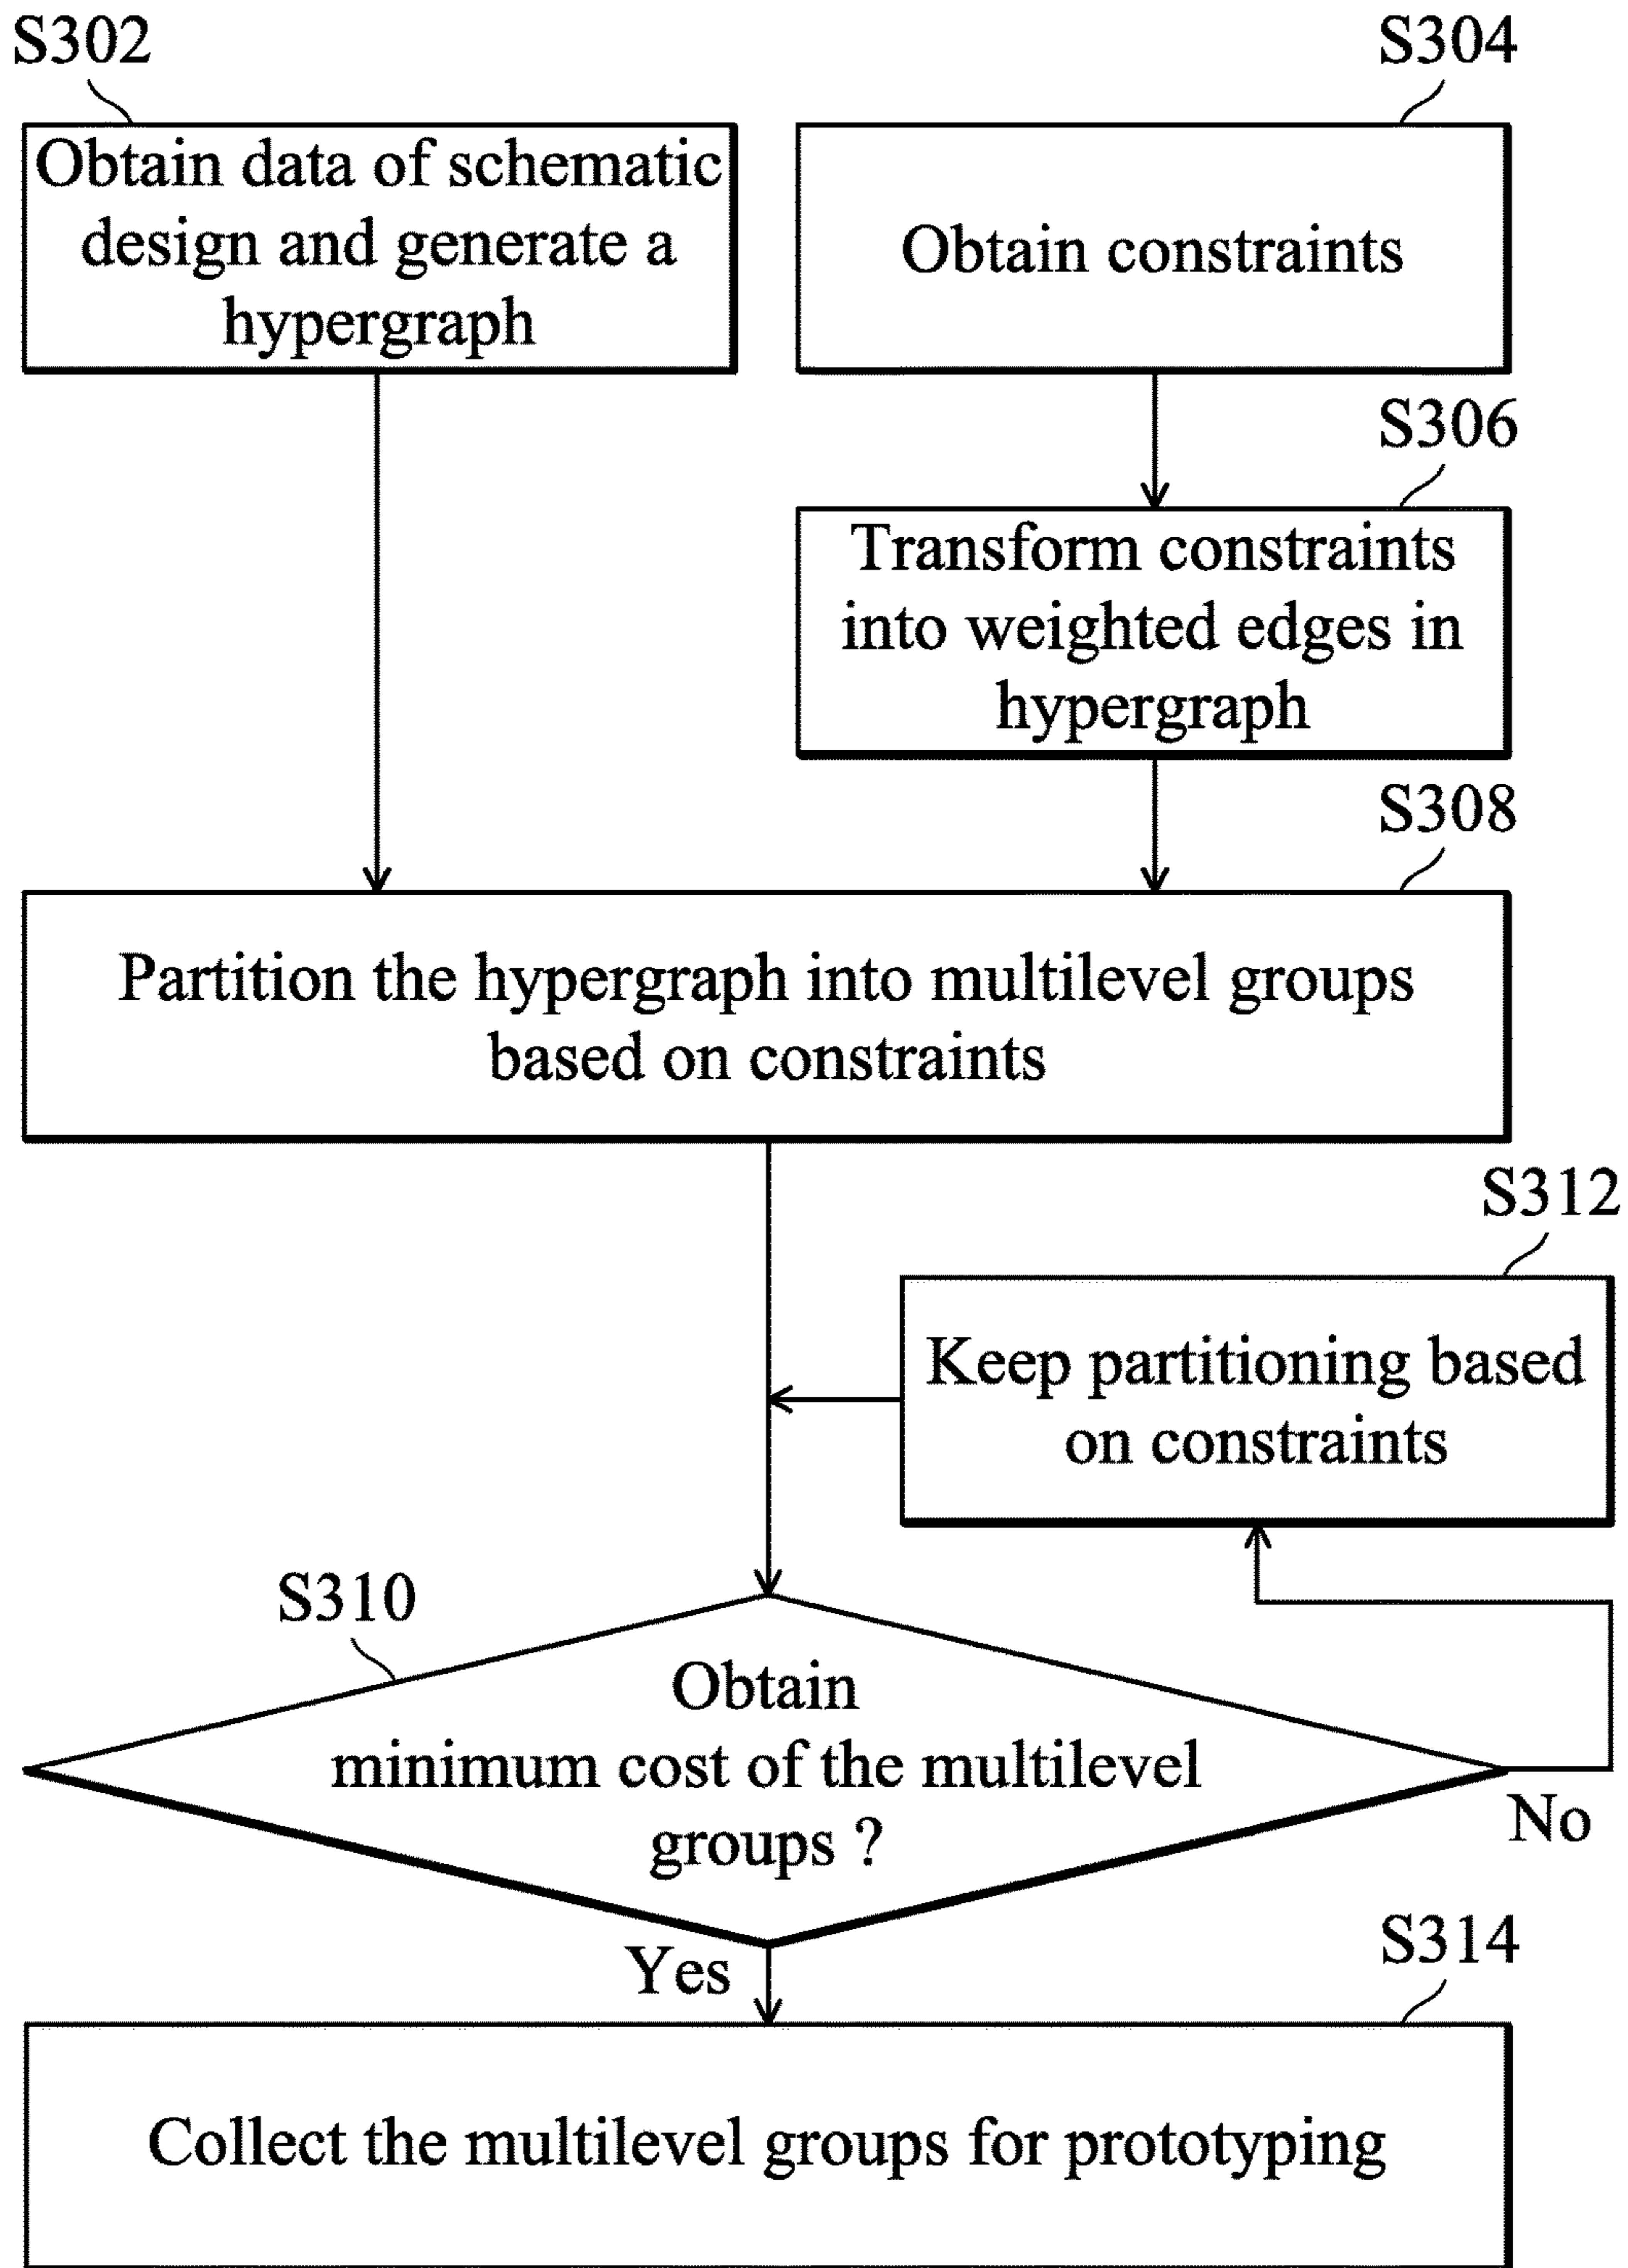 S302
Obtain data of schematic
design and generate a
hypergraph
S304
Obtain constraints
S306
Transform constraints
into weighted edges in
hypergraph
S308
Partition the hypergraph into multilevel groups
based on constraints
S312
Keep partitioning based
on constraints
S310
Obtain
minimum cost of the multilevel
groups ?
No
Yes
S314
Collect the multilevel groups for prototyping